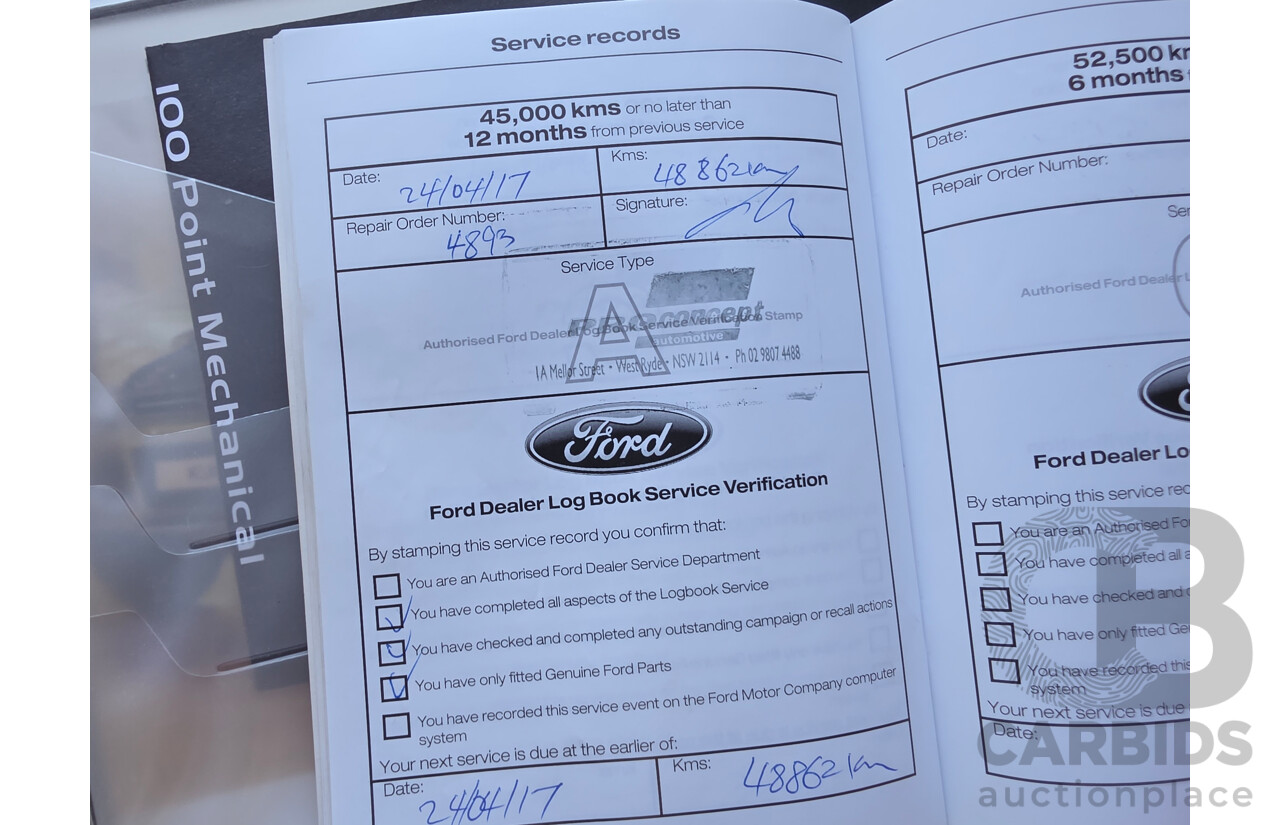 Service records
45,000 kms or no later than
12 months from previous service
Date:
24/04/17
Kms:
48862km
Repair Order Number:
4893
Signature:
Service Type
Authorised Ford Dealer Log Book Service Verification Stamp
concept
automotive
1A Mellor Street • West Ryde • NSW 2114 • Ph 02 9807 4488
Ford
Ford Dealer Log Book Service Verification
By stamping this service record you confirm that:
You are an Authorised Ford Dealer Service Department
You have completed all aspects of the Logbook Service
You have checked and completed any outstanding campaign or recall actions
You have only fitted Genuine Ford Parts
You have recorded this service event on the Ford Motor Company computer
system
Your next service is due at the earlier of:
Date:
24/04/17
Kms:
48862km
52,500 k
6 months
Date:
Repair Order Number:
Ser
Authorised Ford Dealer L
Ford Dealer Lo
By stamping this service rec
You are an Authorised Fo
You have completed all a
You have checked and
You have only fitted Ge
You have recorded this
system
Your next service is due
Date:
100 Point Mechanical
CB
CARBIDS
auctionplace